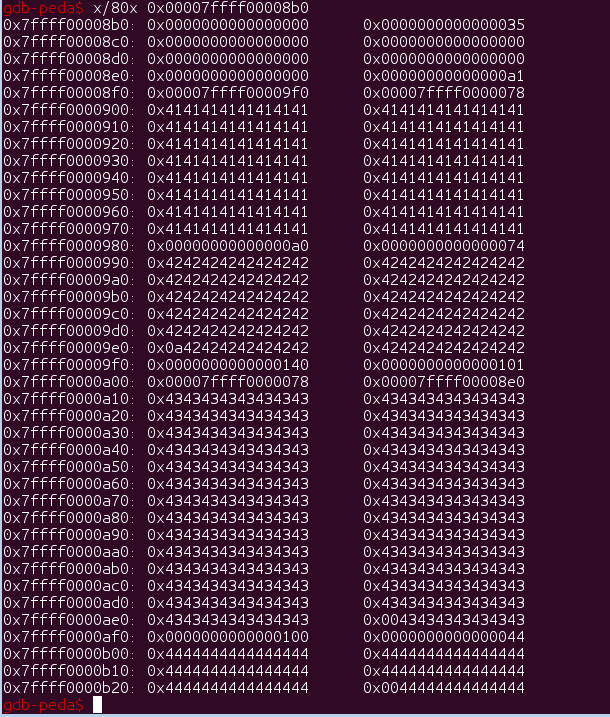 gdb-peda$ x/80x 0x00007ffff00008b0
0x7ffff00008b0: 0x0000000000000000 0x0000000000000035
0x7ffff00008c0: 0x0000000000000000 0x0000000000000000
0x7ffff00008d0: 0x0000000000000000 0x0000000000000000
0x7ffff00008e0: 0x0000000000000000 0x00000000000000a1
0x7ffff00008f0: 0x00007ffff00009f0 0x00007ffff0000078
0x7ffff0000900: 0x4141414141414141 0x4141414141414141
0x7ffff0000910: 0x4141414141414141 0x4141414141414141
0x7ffff0000920: 0x4141414141414141 0x4141414141414141
0x7ffff0000930: 0x4141414141414141 0x4141414141414141
0x7ffff0000940: 0x4141414141414141 0x4141414141414141
0x7ffff0000950: 0x4141414141414141 0x4141414141414141
0x7ffff0000960: 0x4141414141414141 0x4141414141414141
0x7ffff0000970: 0x4141414141414141 0x4141414141414141
0x7ffff0000980: 0x00000000000000a0 0x0000000000000074
0x7ffff0000990: 0x4242424242424242 0x4242424242424242
0x7ffff00009a0: 0x4242424242424242 0x4242424242424242
0x7ffff00009b0: 0x4242424242424242 0x4242424242424242
0x7ffff00009c0: 0x4242424242424242 0x4242424242424242
0x7ffff00009d0: 0x4242424242424242 0x4242424242424242
0x7ffff00009e0: 0x0a42424242424242 0x4242424242424242
0x7ffff00009f0: 0x0000000000000140 0x0000000000000101
0x7ffff0000a00: 0x00007ffff0000078 0x00007ffff00008e0
0x7ffff0000a10: 0x4343434343434343 0x4343434343434343
0x7ffff0000a20: 0x4343434343434343 0x4343434343434343
0x7ffff0000a30: 0x4343434343434343 0x4343434343434343
0x7ffff0000a40: 0x4343434343434343 0x4343434343434343
0x7ffff0000a50: 0x4343434343434343 0x4343434343434343
0x7ffff0000a60: 0x4343434343434343 0x4343434343434343
0x7ffff0000a70: 0x4343434343434343 0x4343434343434343
0x7ffff0000a80: 0x4343434343434343 0x4343434343434343
0x7ffff0000a90: 0x4343434343434343 0x4343434343434343
0x7ffff0000aa0: 0x4343434343434343 0x4343434343434343
0x7ffff0000ab0: 0x4343434343434343 0x4343434343434343
0x7ffff0000ac0: 0x4343434343434343 0x4343434343434343
0x7ffff0000ad0: 0x4343434343434343 0x4343434343434343
0x7ffff0000ae0: 0x4343434343434343 0x0043434343434343
0x7ffff0000af0: 0x0000000000000100 0x0000000000000044
0x7ffff0000b00: 0x4444444444444444 0x4444444444444444
0x7ffff0000b10: 0x4444444444444444 0x4444444444444444
0x7ffff0000b20: 0x4444444444444444 0x0044444444444444
gdb-peda$